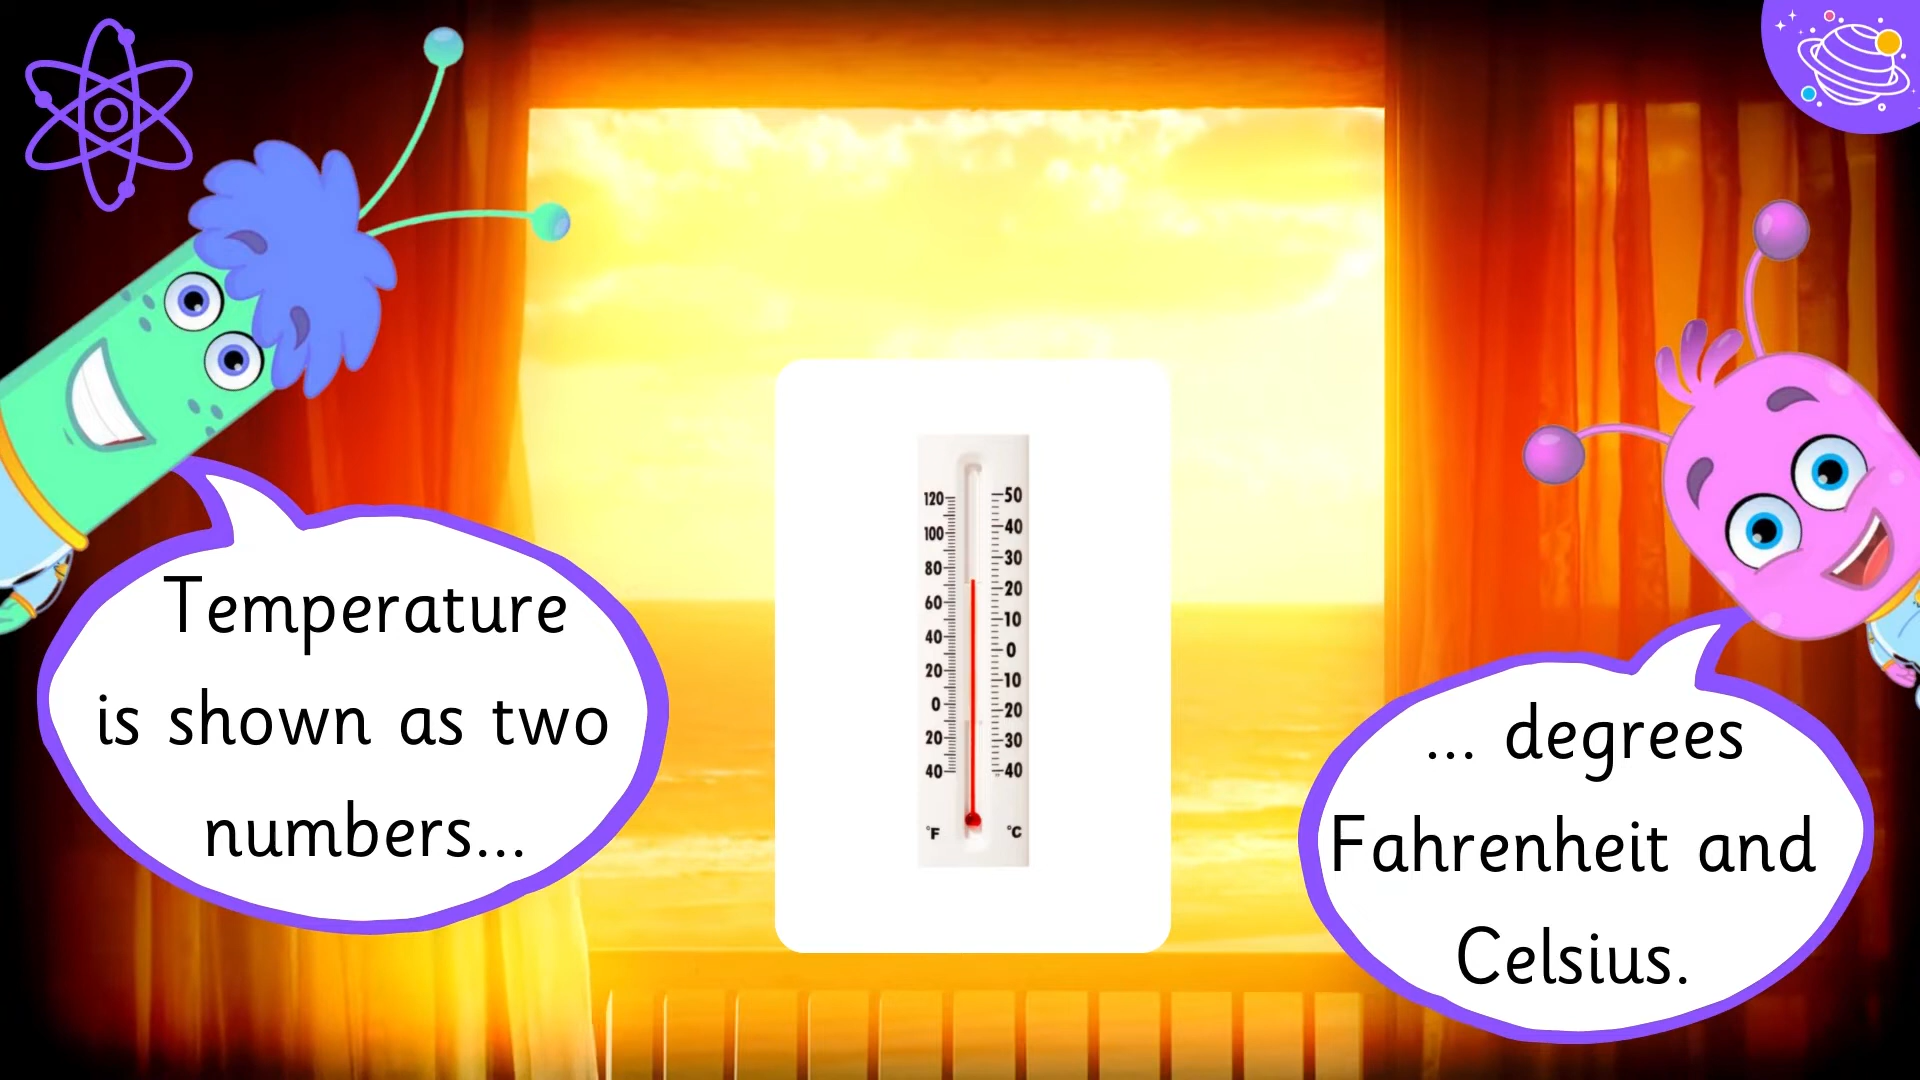 Temperature
is shown as two
numbers...
120
100
80
60
40
20
0
20
40
°F
50
40
30
20
10
0
10
20
30
40
°C
... degrees
Fahrenheit and
Celsius.